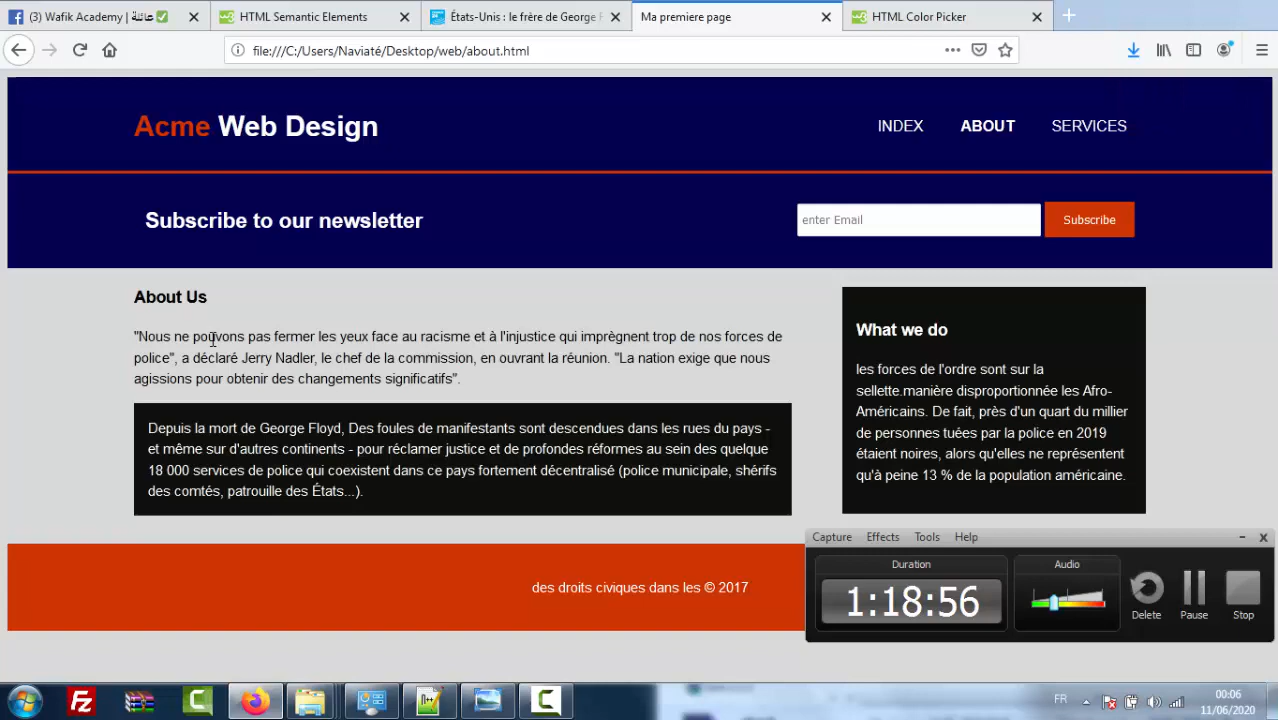 (3) Wafik Academy | عائلة ✅
HTML Semantic Elements
États-Unis : le frère de George F
Ma premiere page
HTML Color Picker
file:///C:/Users/Naviaté/Desktop/web/about.html
Acme Web Design
INDEX ABOUT SERVICES
Subscribe to our newsletter
enter Email
Subscribe
About Us
"Nous ne pouvons pas fermer les yeux face au racisme et à l'injustice qui imprègnent trop de nos forces de
police", a déclaré Jerry Nadler, le chef de la commission, en ouvrant la réunion. "La nation exige que nous
agissions pour obtenir des changements significatifs".
Depuis la mort de George Floyd, Des foules de manifestants sont descendues dans les rues du pays -
et même sur d'autres continents - pour réclamer justice et de profondes réformes au sein des quelque
18 000 services de police qui coexistent dans ce pays fortement décentralisé (police municipale, shérifs
des comtés, patrouille des États...).
What we do
les forces de l'ordre sont sur la
sellette.manière disproportionnée les Afro-
Américains. De fait, près d'un quart du millier
de personnes tuées par la police en 2019
étaient noires, alors qu'elles ne représentent
qu'à peine 13 % de la population américaine.
des droits civiques dans les © 2017
Capture Effects Tools Help
Duration
1:18:56
Audio
Delete
Pause
Stop
FR
00:06
11/06/2020